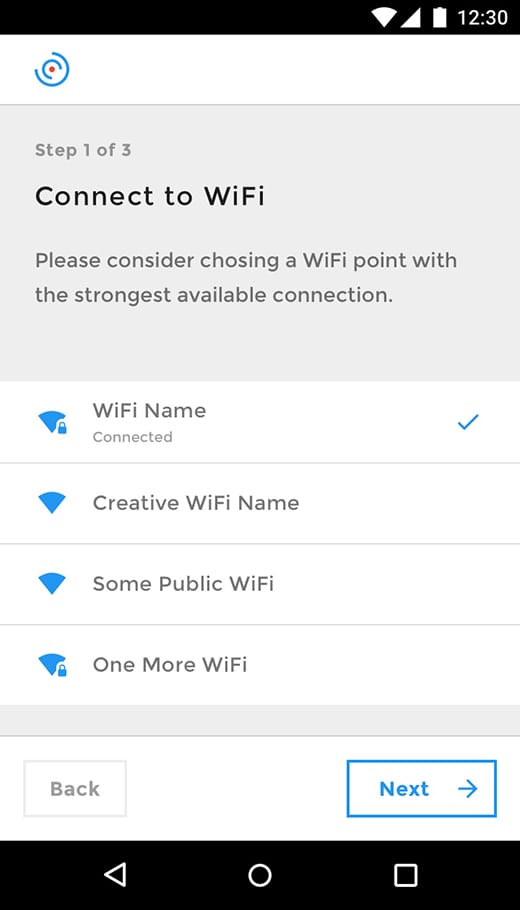 12:30
Step 1 of 3
Connect to WiFi
Please consider chosing a WiFi point with
the strongest available connection.
WiFi Name
Connected
Creative WiFi Name
Some Public WiFi
One More WiFi
Back
Next